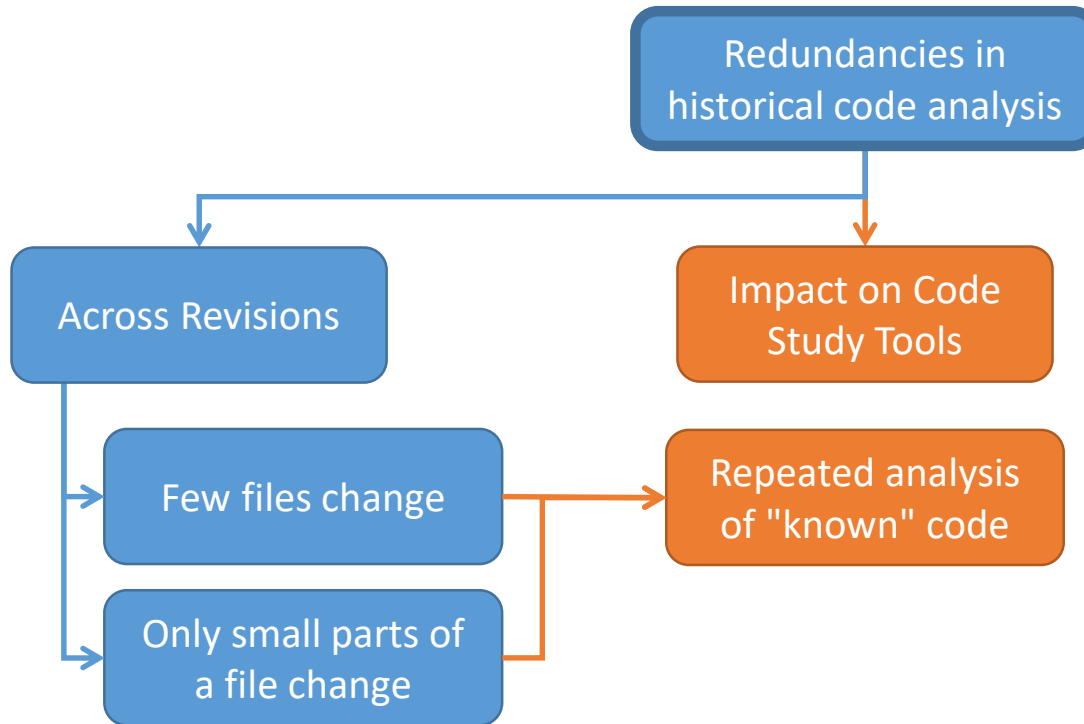 Redundancies in
historical code analysis
Across Revisions
Impact on Code
Study Tools
Few files change
Repeated analysis
of "known" code
Only small parts of
a file change